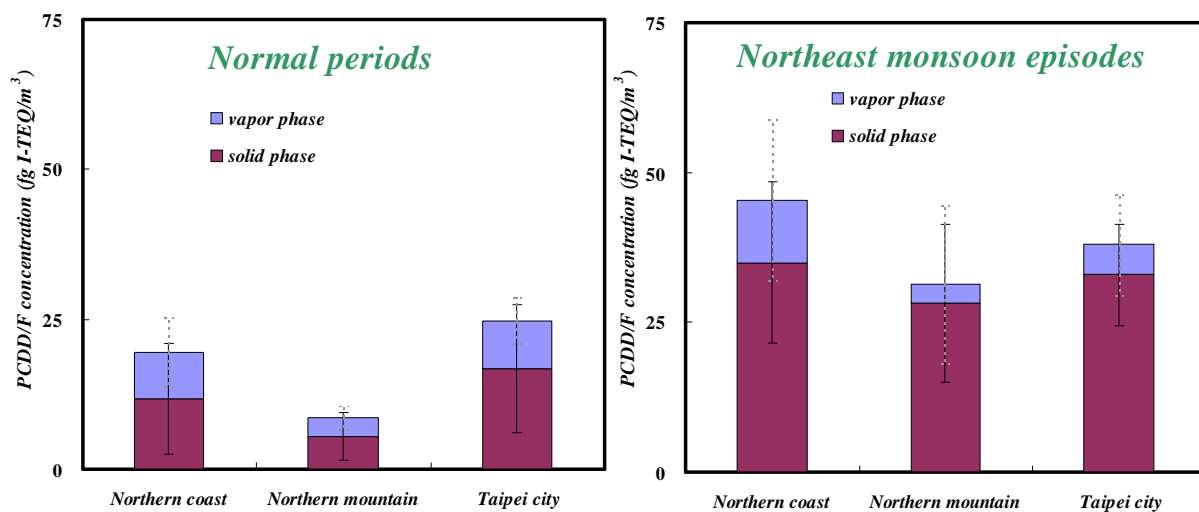 75
50
25
0
PCDD/F concentration (fg I-TEQ/m³)
Normal periods
vapor phase
solid phase
Northern coast Northern mountain Taipei city
75
50
25
0
PCDD/F concentration (fg I-TEQ/m³)
Northeast monsoon episodes
vapor phase
solid phase
Northern coast Northern mountain Taipei city